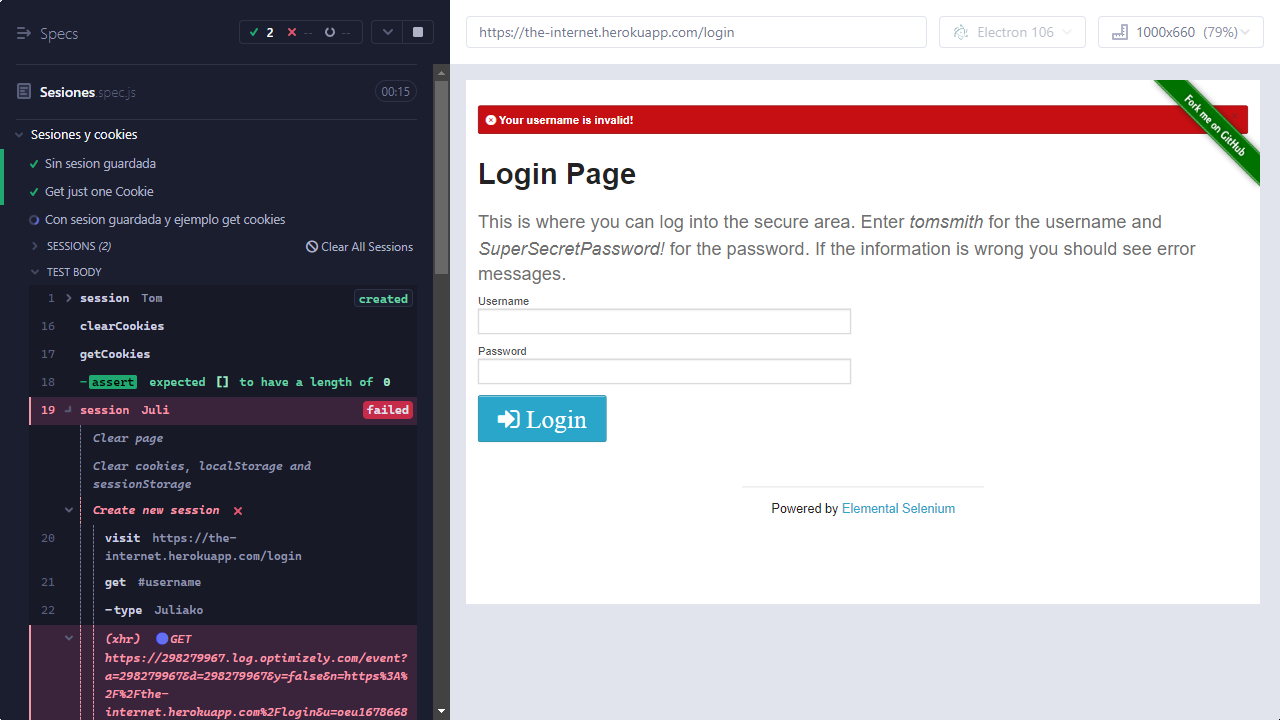 Specs
2
--
--
Sesiones.spec.js
00:15
Sesiones y cookies
Sin sesion guardada
Get just one Cookie
Con sesion guardada y ejemplo get cookies
SESSIONS (2)
Clear All Sessions
TEST BODY
1 session Tom created
16 clearCookies
17 getCookies
18 -assert expected [] to have a length of 0
19 session Juli failed
Clear page
Clear cookies, localStorage and
sessionStorage
Create new session
20 visit https://the-
internet.herokuapp.com/login
21 get #username
22 -type Juliako
(xhr) GET
https://298279967.log.optimizely.com/event?
a=298279967&d=298279967&y=false&n=https%3A%
2F%2Fthe-
internet.herokuapp.com%2Flogin&u=oeu1678668
https://the-internet.herokuapp.com/login
Electron 106
1000x660 (79%)
Your username is invalid!
Fork me on GitHub
Login Page
This is where you can log into the secure area. Enter tomsmith for the username and
SuperSecretPassword! for the password. If the information is wrong you should see error
messages.
Username
Password
Login
Powered by Elemental Selenium